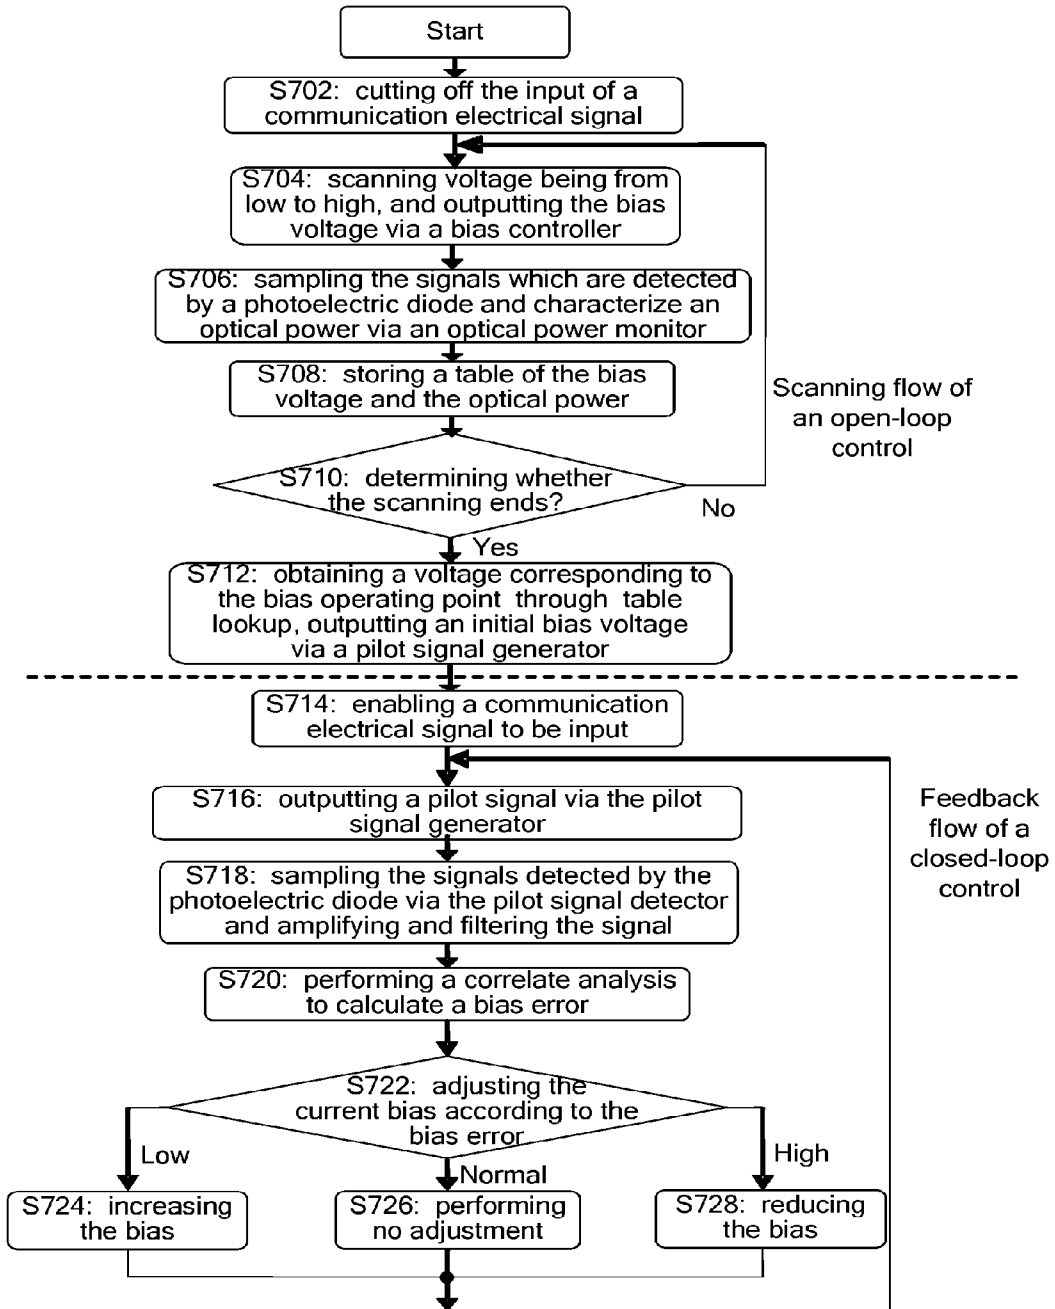 Start
S702: cutting off the input of a
communication electrical signal
S704: scanning voltage being from
low to high, and outputting the bias
voltage via a bias controller
S706: sampling the signals which are detected
by a photoelectric diode and characterize an
optical power via an optical power monitor
S708: storing a table of the bias
voltage and the optical power
Scanning flow of
an open-loop
control
S710: determining whether
the scanning ends?
No
Yes
S712: obtaining a voltage corresponding to
the bias operating point through table
lookup, outputting an initial bias voltage
via a pilot signal generator
S714: enabling a communication
electrical signal to be input
S716: outputting a pilot signal via the pilot
signal generator
Feedback
flow of a
closed-loop
control
S718: sampling the signals detected by the
photoelectric diode via the pilot signal detector
and amplifying and filtering the signal
S720: performing a correlate analysis
to calculate a bias error
S722: adjusting the
current bias according to the
bias error
Low
Normal
High
S724: increasing
the bias
S726: performing
no adjustment
S728: reducing
the bias